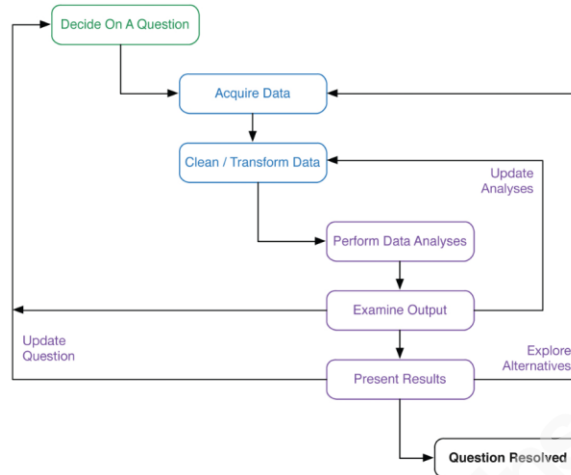 Decide On A Question
Acquire Data
Clean / Transform Data
Update
Analyses
Perform Data Analyses
Examine Output
Update
Question
Explore
Alternatives
Present Results
Question Resolved